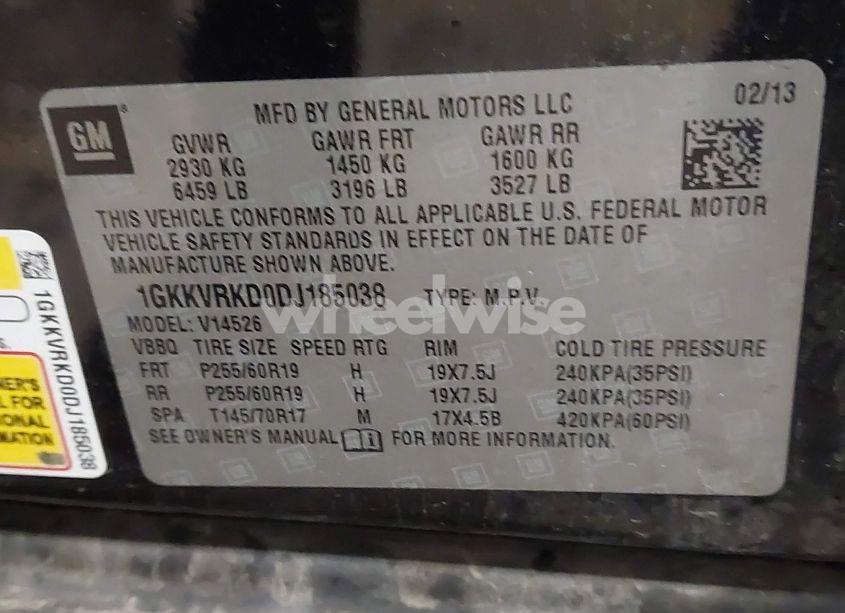 GM
MFD BY GENERAL MOTORS LLC
02/13
GVWR GAWR FRT GAWR RR
2930 KG 1450 KG 1600 KG
6459 LB 3196 LB 3527 LB
THIS VEHICLE CONFORMS TO ALL APPLICABLE U.S. FEDERAL MOTOR
VEHICLE SAFETY STANDARDS IN EFFECT ON THE DATE OF
MANUFACTURE SHOWN ABOVE.
1GKKVRKD0DJ185038 TYPE: M.P.V.
wheelwise
MODEL: V14526
VBBQ TIRE SIZE SPEED RTG RIM COLD TIRE PRESSURE
FRT P255/60R19 H 19X7.5J 240KPA(35PSI)
RR P255/60R19 H 19X7.5J 240KPA(35PSI)
SPA T145/70R17 M 17X4.5B 420KPA(60PSI)
SEE OWNER'S MANUAL FOR MORE INFORMATION.
1GKKVRKD0DJ185038
S.
NER'S
L FOR
IONAL
MATION